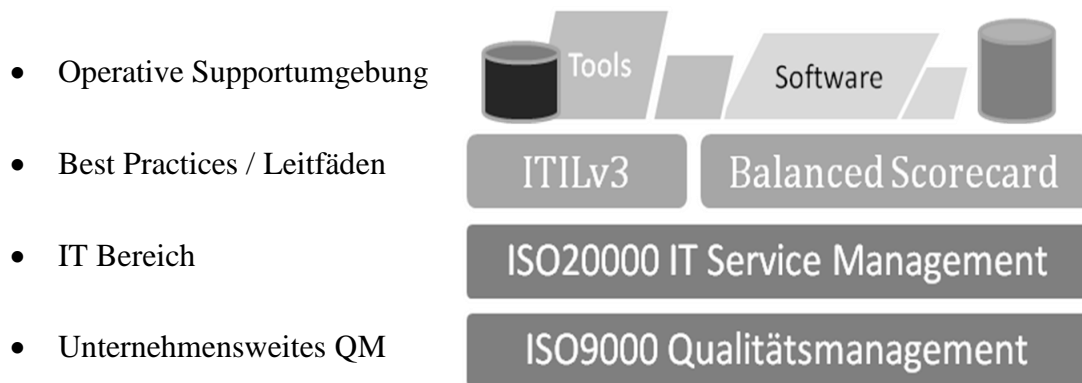 • Operative Supportumgebung
Tools
Software
• Best Practices / Leitfäden
ITILv3
Balanced Scorecard
• IT Bereich
ISO20000 IT Service Management
• Unternehmensweites QM
ISO9000 Qualitätsmanagement